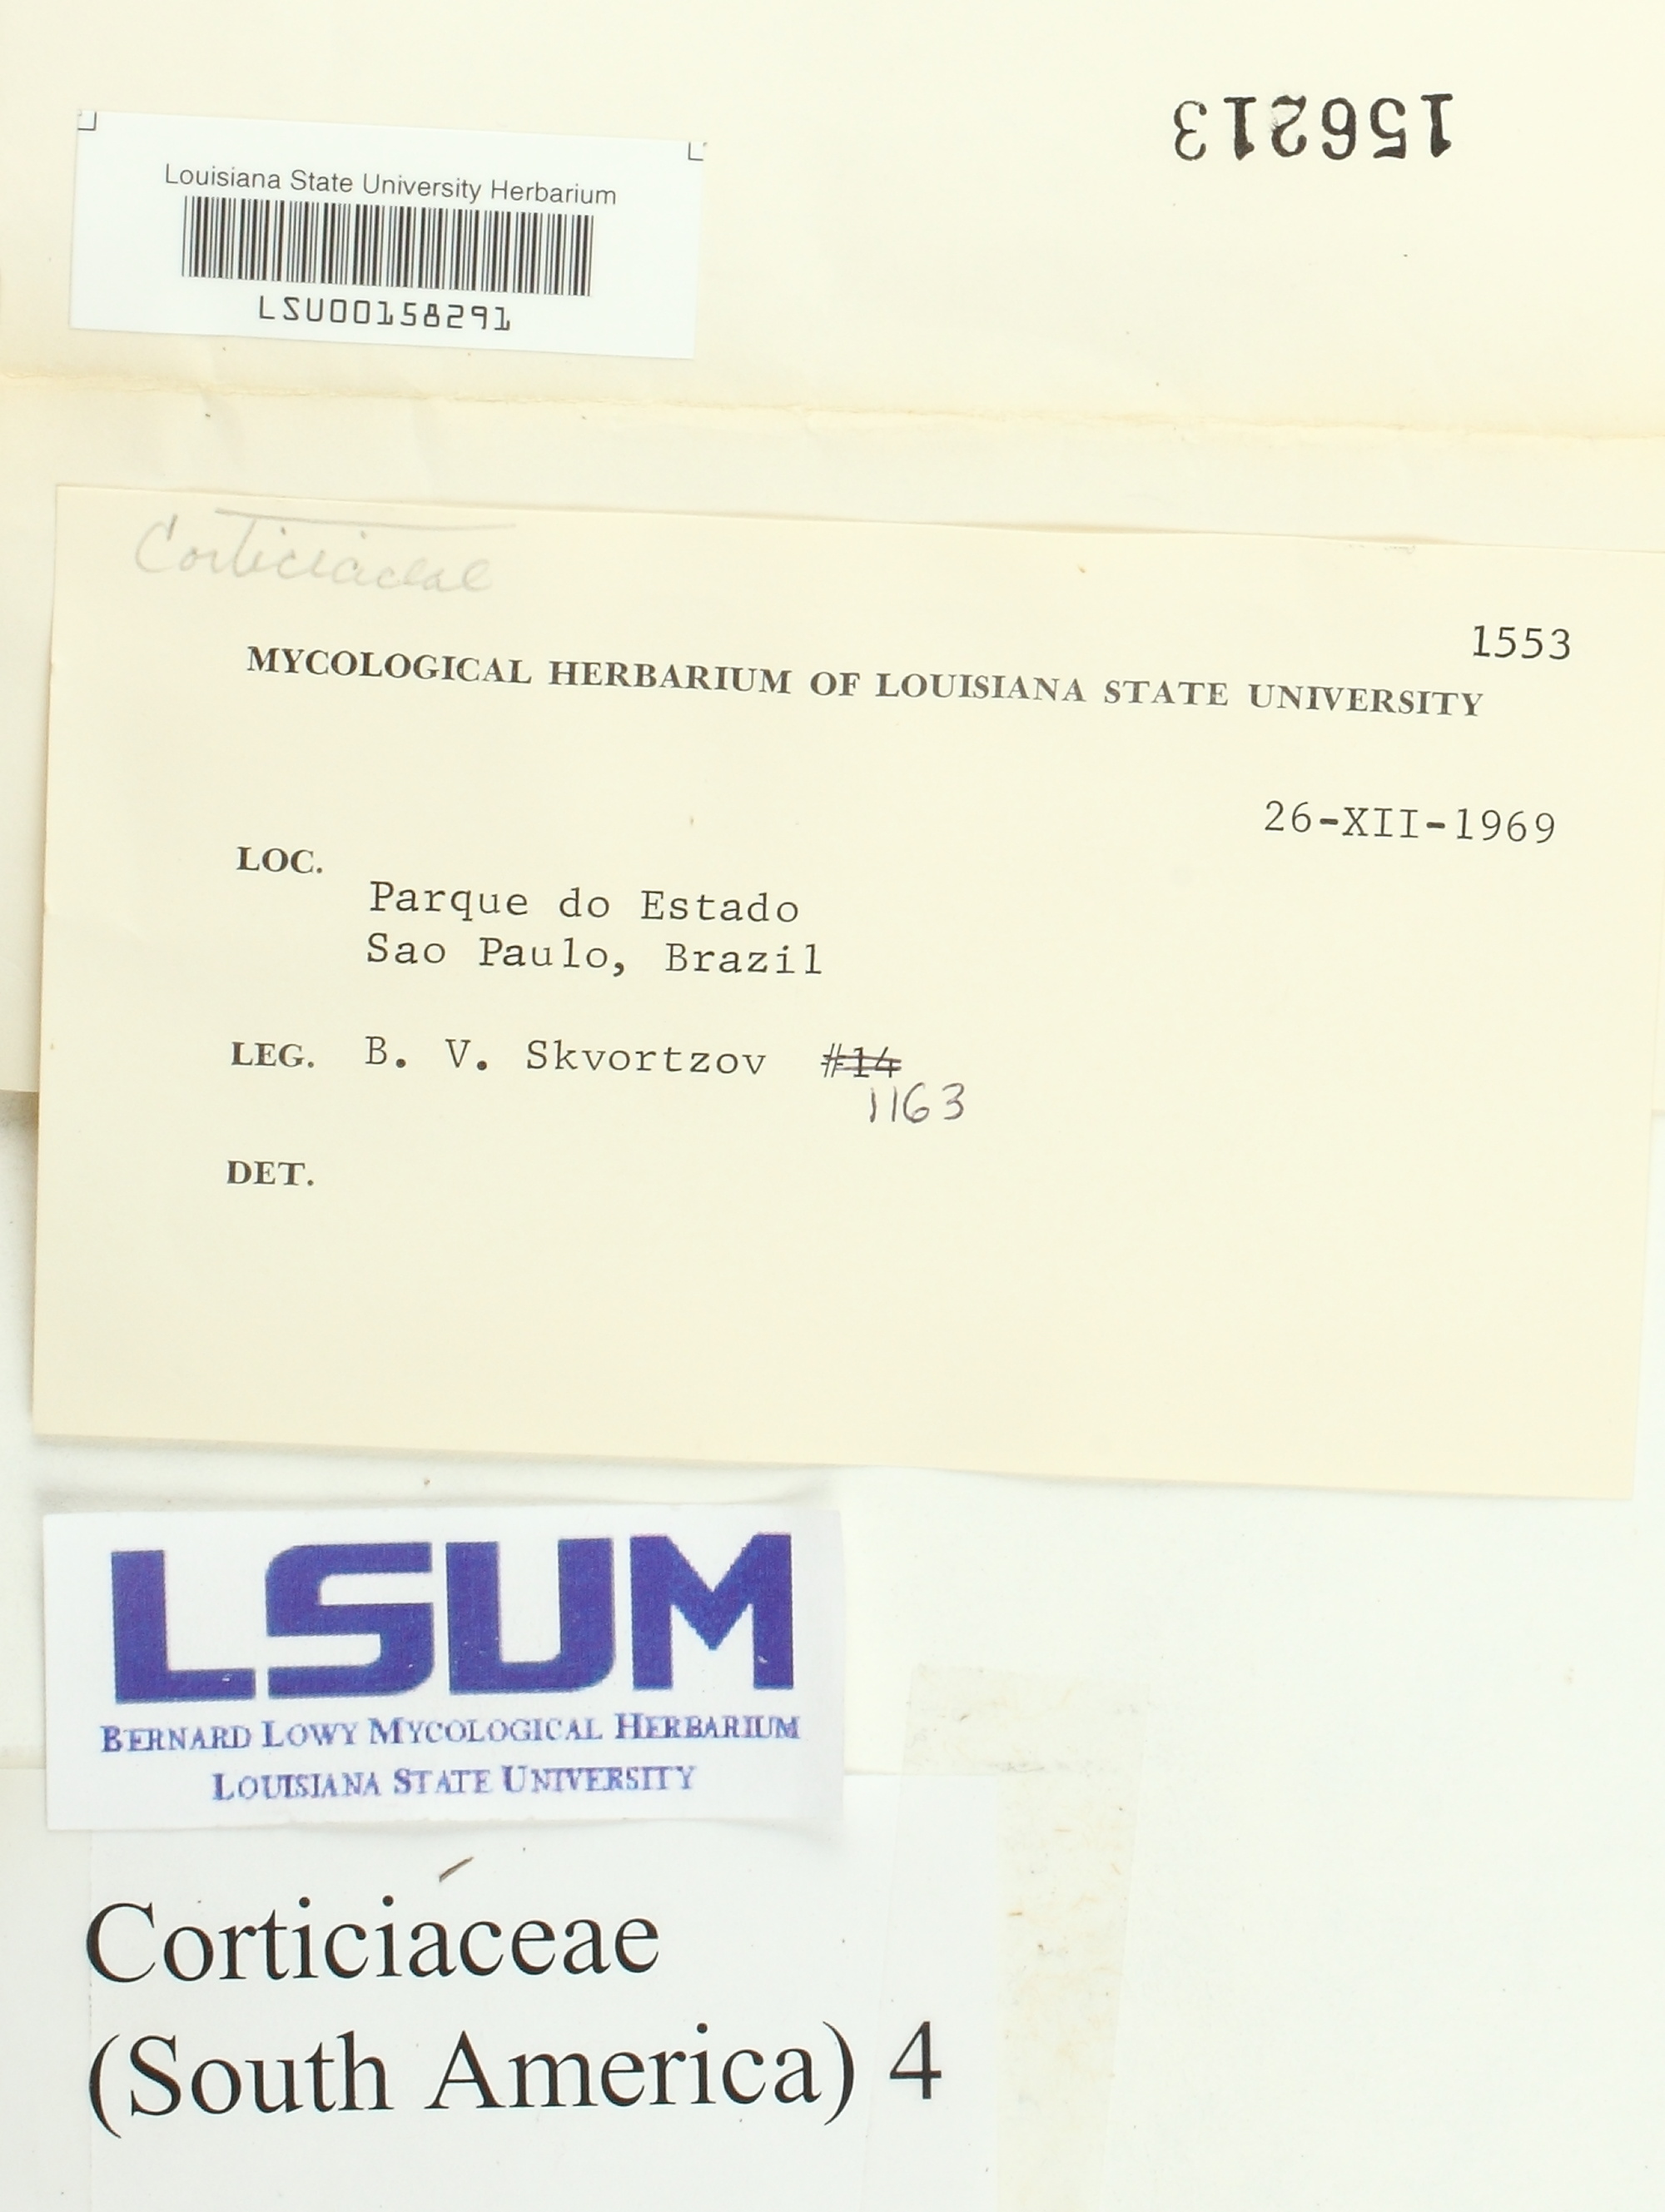 156213
Louisiana State University Herbarium
LSU00158291
Corticiaceae
1553
MYCOLOGICAL HERBARIUM OF LOUISIANA STATE UNIVERSITY
26-XII-1969
LOC.
Parque do Estado
Sao Paulo, Brazil
LEG. B. V. Skvortzov #14
1163
DET.
LSUM
BERNARD LOWY MYCOLOGICAL HERBARIUM
LOUISIANA STATE UNIVERSITY
Corticiaceae
(South America) 4